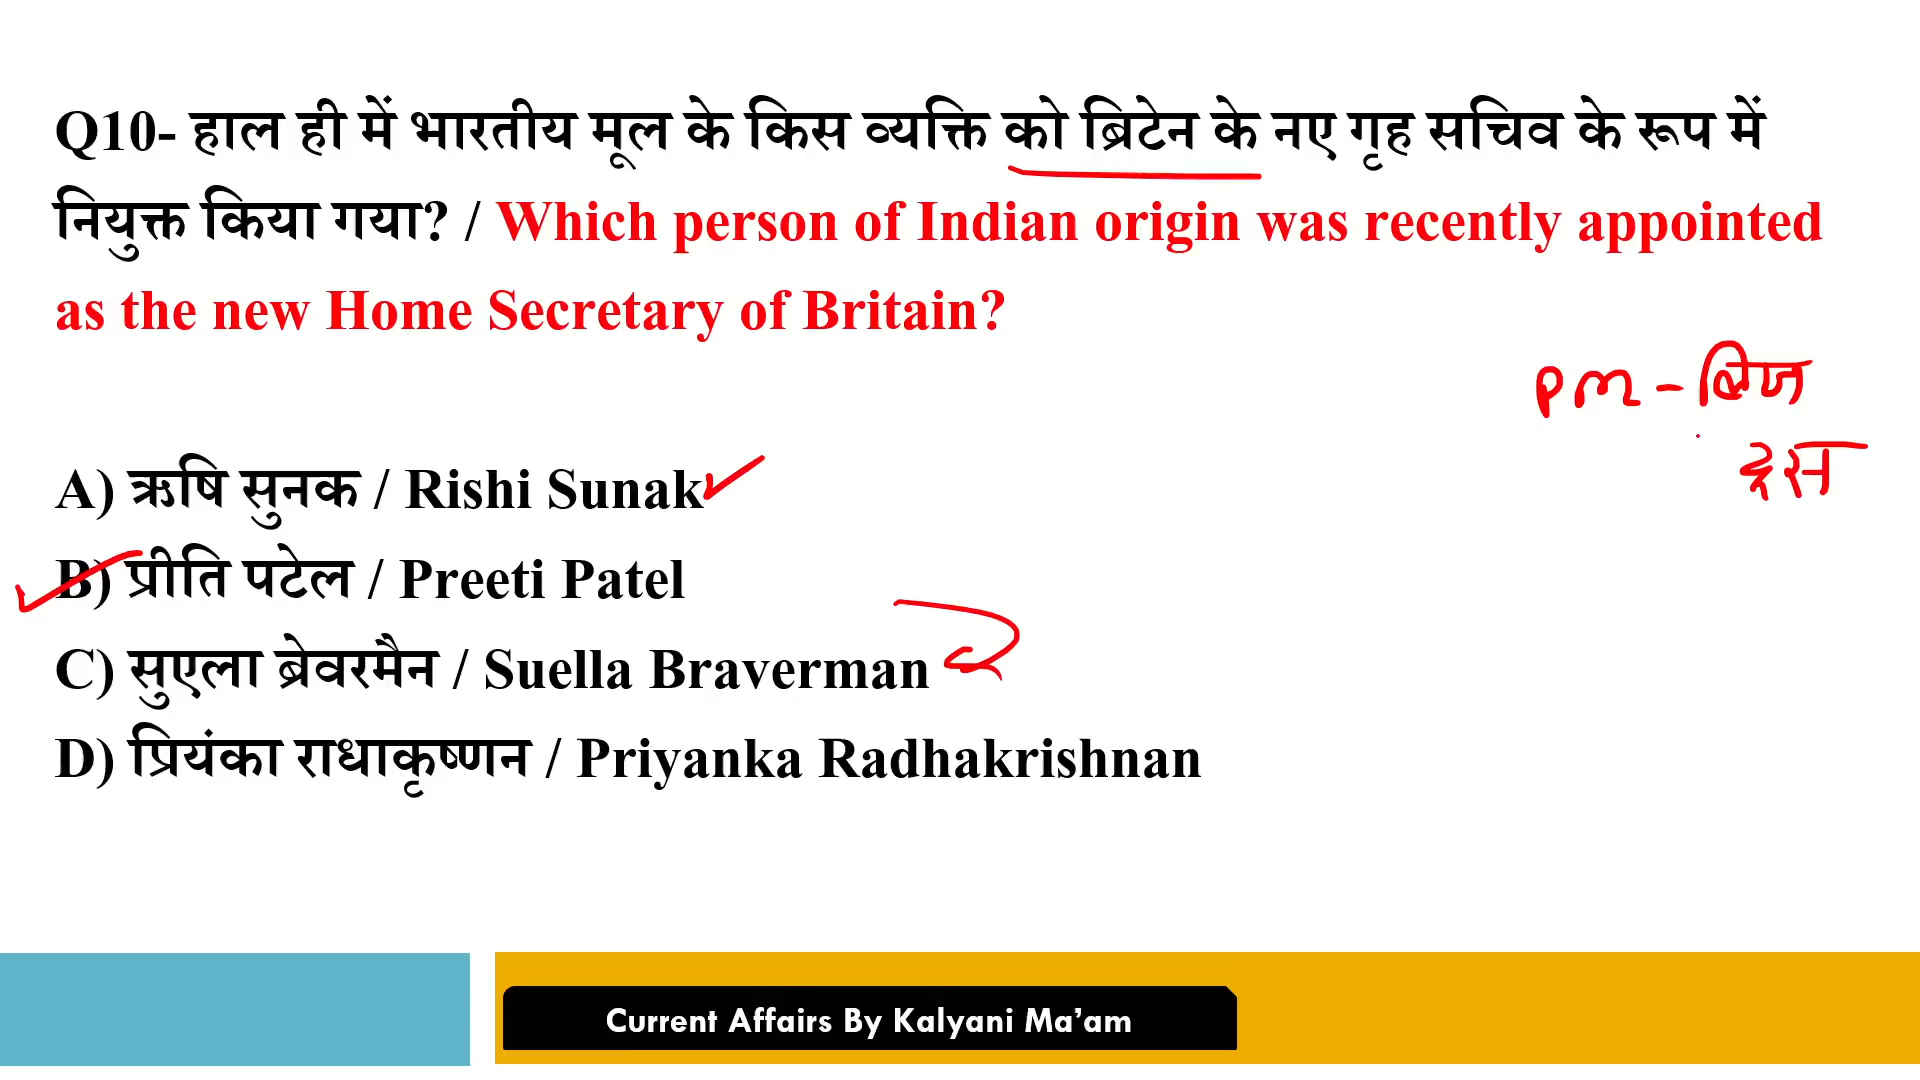 Q10- हाल ही में भारतीय मूल के किस व्यक्ति को ब्रिटेन के नए गृह सचिव के रूप में
नियुक्त किया गया? / Which person of Indian origin was recently appointed
as the new Home Secretary of Britain?
PM -
A) ऋषि सुनक / Rishi Sunak
B) प्रीति पटेल / Preeti Patel
C) सुएला ब्रेवरमैन / Suella Braverman
D) प्रियंका राधाकृष्णन / Priyanka Radhakrishnan
Current Affairs By Kalyani Ma’am